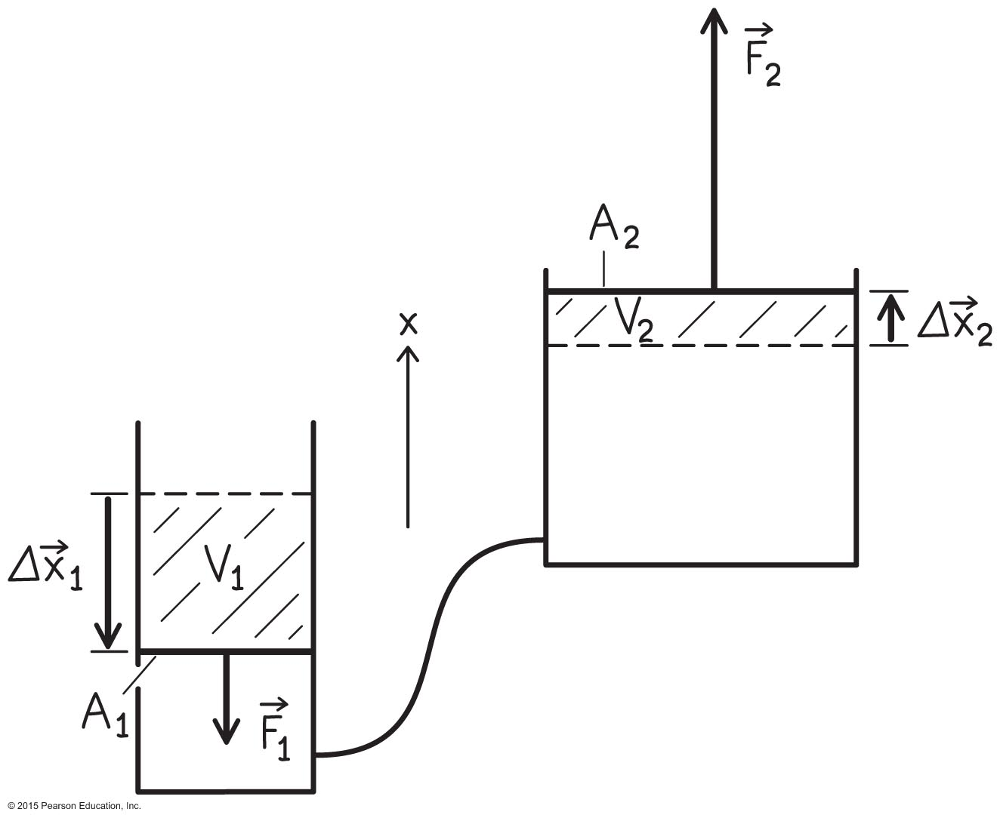 F⃗₂
A₂
V₂
Δx⃗₂
x
V₁
Δx⃗₁
A₁
F⃗₁
© 2015 Pearson Education, Inc.